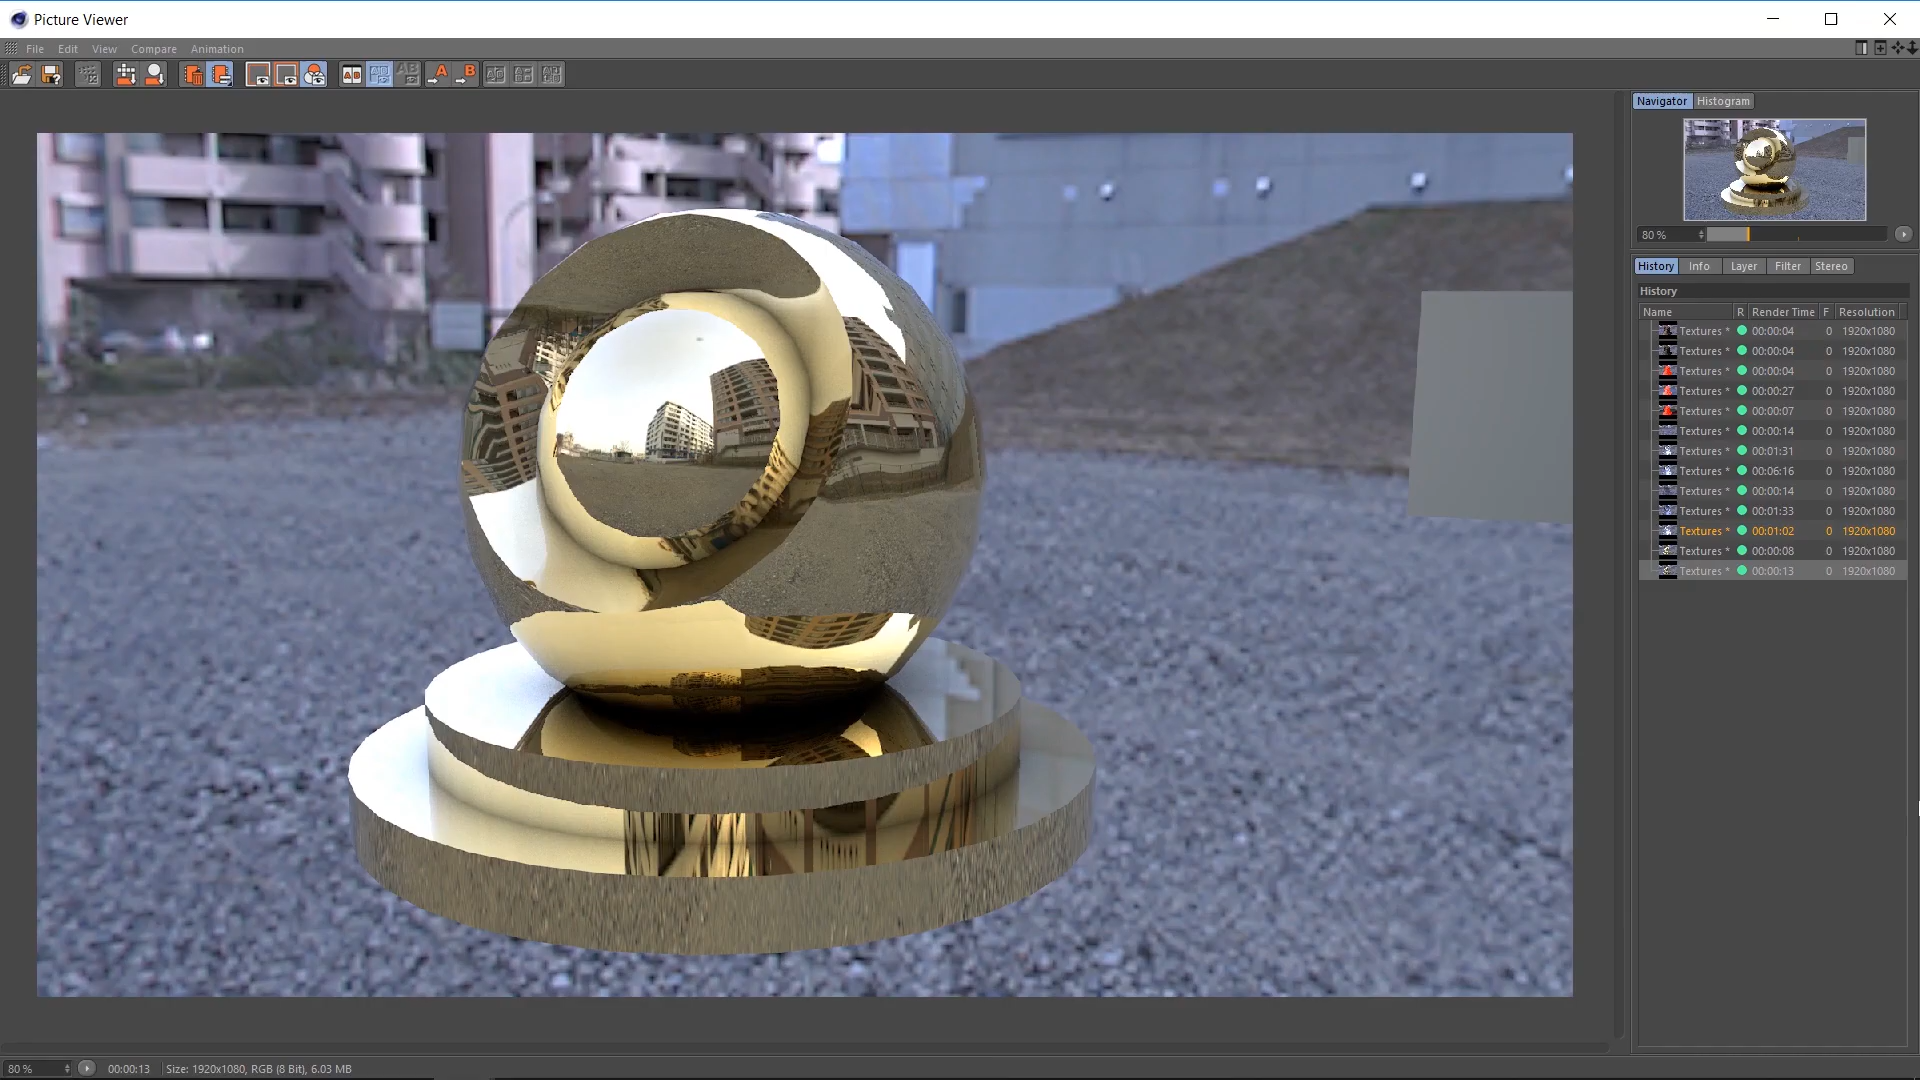 Picture Viewer
File Edit View Compare Animation
AB AB AB A B AB
Navigator Histogram
80 %
History Info Layer Filter Stereo
History
Name R Render Time F Resolution
Textures * 00:00:04 0 1920x1080
Textures * 00:00:04 0 1920x1080
Textures * 00:00:04 0 1920x1080
Textures * 00:00:27 0 1920x1080
Textures * 00:00:07 0 1920x1080
Textures * 00:00:14 0 1920x1080
Textures * 00:01:31 0 1920x1080
Textures * 00:06:16 0 1920x1080
Textures * 00:00:14 0 1920x1080
Textures * 00:01:33 0 1920x1080
Textures * 00:01:02 0 1920x1080
Textures * 00:00:08 0 1920x1080
Textures * 00:00:13 0 1920x1080
80 % 00:00:13 Size: 1920x1080, RGB (8 Bit), 6.03 MB